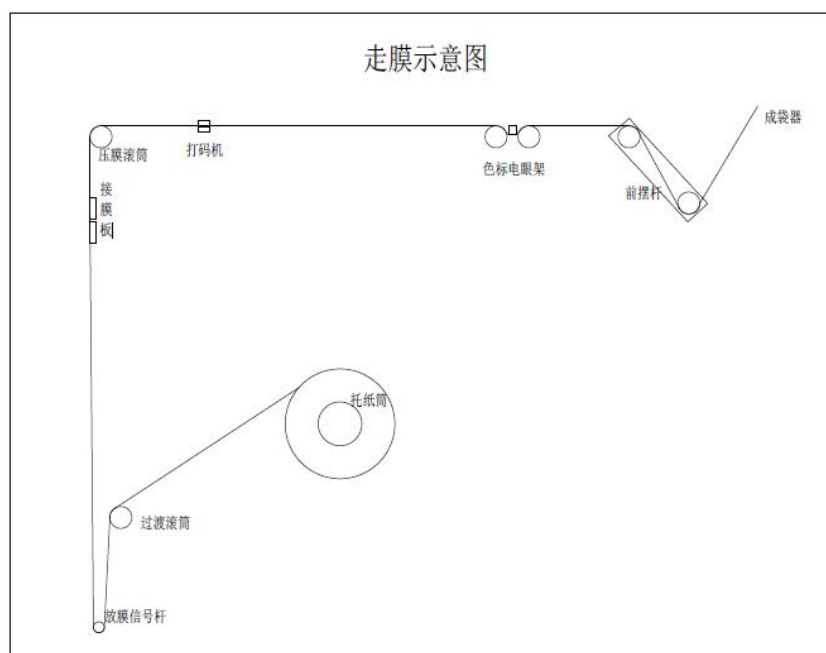 走膜示意图
成袋器
压膜滚筒
打码机
色标电眼架
接
膜
板
前摆杆
托纸筒
过渡滚筒
放膜信号杆